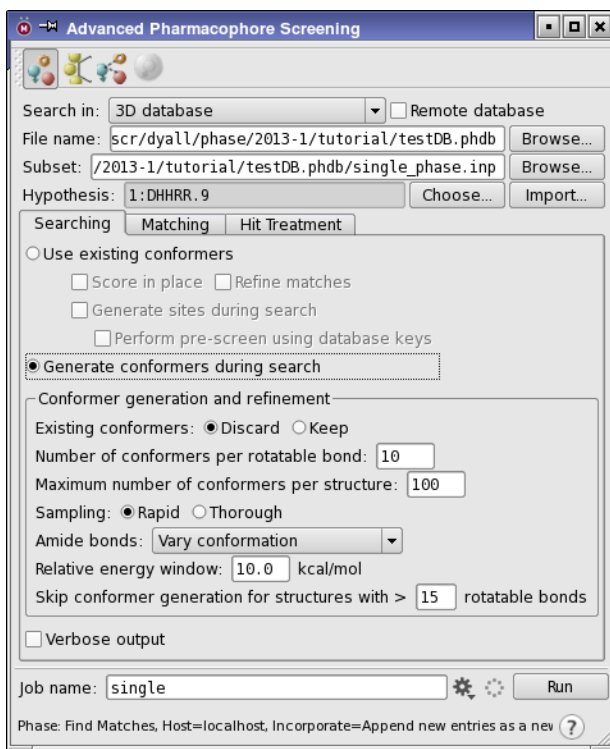 Advanced Pharmacophore Screening
Search in: 3D database Remote database
File name: scr/dyall/phase/2013-1/tutorial/testDB.phdb Browse...
Subset: /2013-1/tutorial/testDB.phdb/single_phase.inp Browse...
Hypothesis: 1:DHHRR.9 Choose... Import...
Searching Matching Hit Treatment
Use existing conformers
Score in place Refine matches
Generate sites during search
Perform pre-screen using database keys
Generate conformers during search
Conformer generation and refinement
Existing conformers: Discard Keep
Number of conformers per rotatable bond: 10
Maximum number of conformers per structure: 100
Sampling: Rapid Thorough
Amide bonds: Vary conformation
Relative energy window: 10.0 kcal/mol
Skip conformer generation for structures with > 15 rotatable bonds
Verbose output
Job name: single Run
Phase: Find Matches, Host=localhost, Incorporate=Append new entries as a nev ?